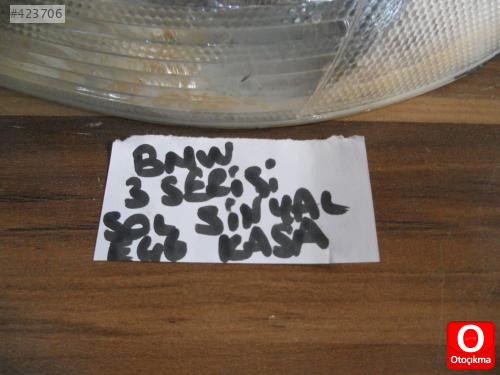 #423706
BMW
3 SERİSİ
SOL SİNYAL
E46 KASA
O
Otoçıkma